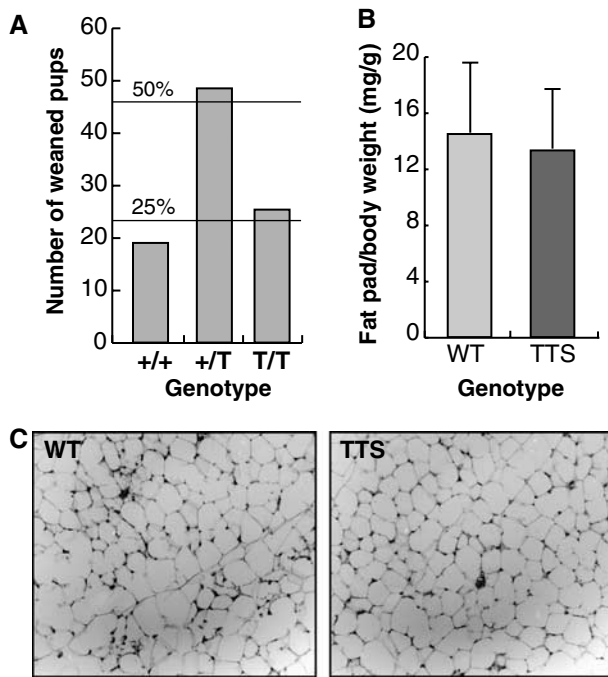 A
Number of weaned pups
60
50
40
30
20
10
0
50%
25%
+/+ +/T T/T
Genotype
B
Fat pad/body weight (mg/g)
20
16
12
8
4
0
WT TTS
Genotype
C
WT
TTS